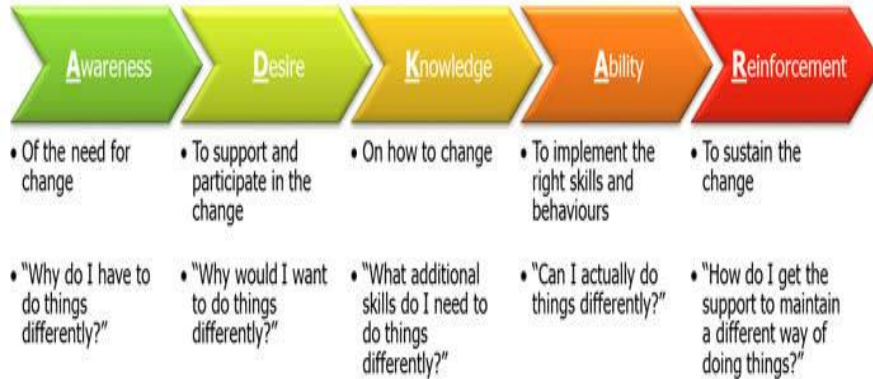 Awareness
Desire
Knowledge
Ability
Reinforcement
• Of the need for
change
• To support and
participate in the
change
• On how to change
• To implement the
right skills and
behaviours
• To sustain the
change
• “Why do I have to
do things
differently?”
• “Why would I want
to do things
differently?”
• “What additional
skills do I need to
do things
differently?”
• “Can I actually do
things differently?”
• “How do I get the
support to maintain
a different way of
doing things?”